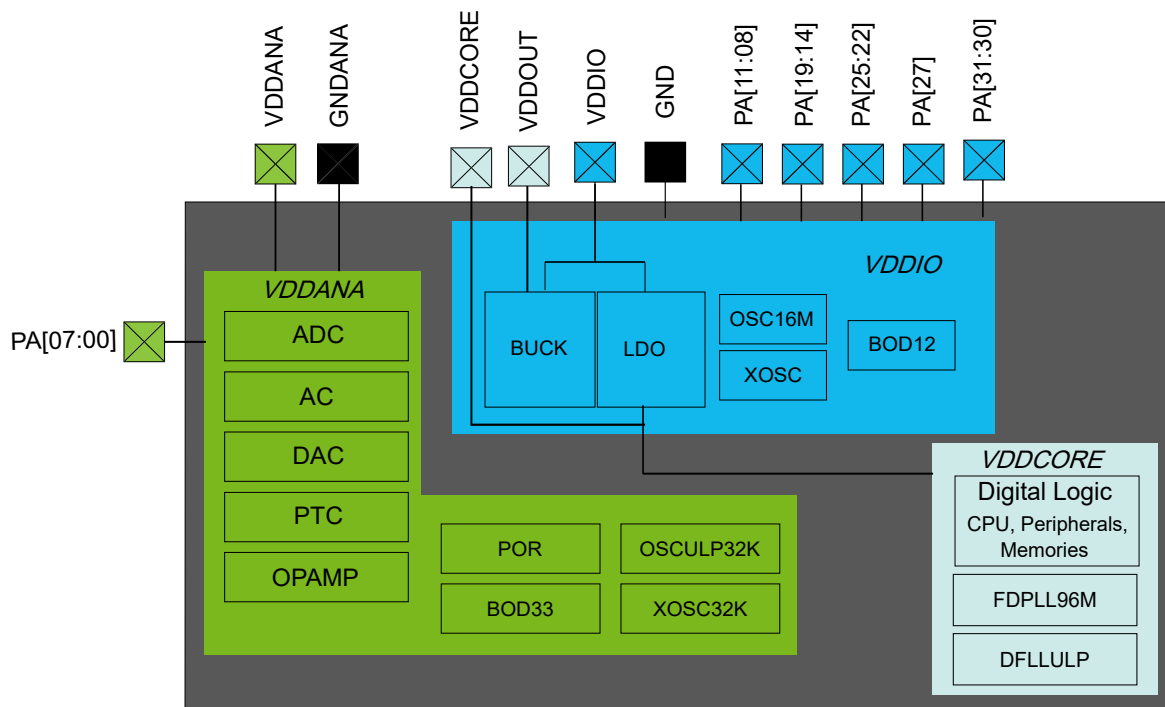 VDDANA
GNDANA
VDDCORE
VDDOUT
VDDIO
GND
PA[11:08]
PA[19:14]
PA[25:22]
PA[27]
PA[31:30]
PA[07:00]
VDDANA
ADC
AC
DAC
PTC
OPAMP
POR
OSCULP32K
BOD33
XOSC32K
VDDIO
BUCK
LDO
OSC16M
XOSC
BOD12
VDDCORE
Digital Logic
CPU, Peripherals,
Memories
FDPLL96M
DFLLULP